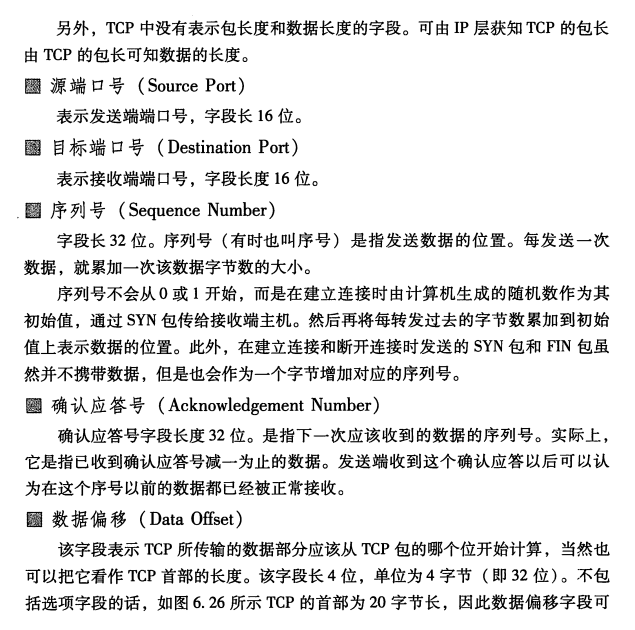 另外，TCP 中没有表示包长度和数据长度的字段。可由 IP 层获知 TCP 的包长
由 TCP 的包长可知数据的长度。
源端口号（Source Port）
表示发送端端口号，字段长 16 位。
目标端口号（Destination Port）
表示接收端端口号，字段长度 16 位。
序列号（Sequence Number）
字段长 32 位。序列号（有时也叫序号）是指发送数据的位置。每发送一次
数据，就累加一次该数据字节数的大小。
序列号不会从 0 或 1 开始，而是在建立连接时由计算机生成的随机数作为其
初始值，通过 SYN 包传给接收端主机。然后再将每转发过去的字节数累加到初始
值上表示数据的位置。此外，在建立连接和断开连接时发送的 SYN 包和 FIN 包虽
然并不携带数据，但是也会作为一个字节增加对应的序列号。
确认应答号（Acknowledgement Number）
确认应答号字段长度 32 位。是指下一次应该收到的数据的序列号。实际上，
它是指已收到确认应答号减一为止的数据。发送端收到这个确认应答以后可以认
为在这个序号以前的数据都已经被正常接收。
数据偏移（Data Offset）
该字段表示 TCP 所传输的数据部分应该从 TCP 包的哪个位开始计算，当然也
可以把它看作 TCP 首部的长度。该字段长 4 位，单位为 4 字节（即 32 位）。不包
括选项字段的话，如图 6.26 所示 TCP 的首部为 20 字节长，因此数据偏移字段可